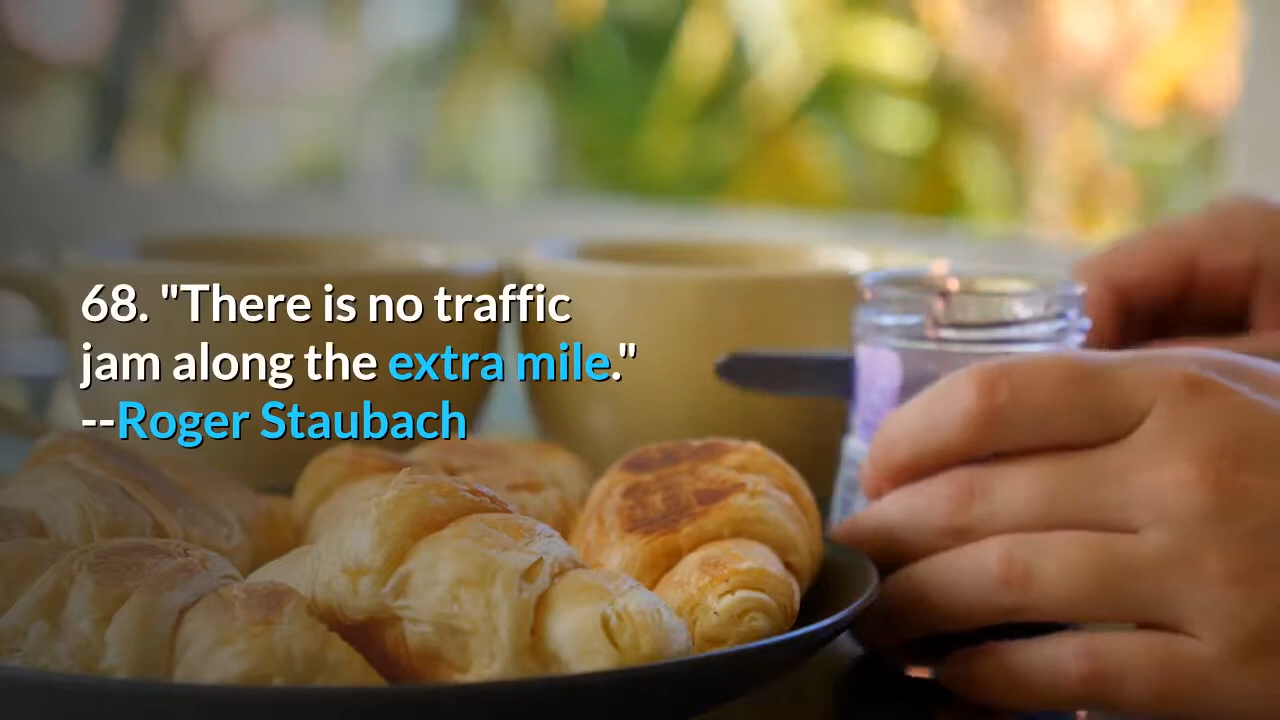 68. "There is no traffic
jam along the extra mile."
--Roger Staubach